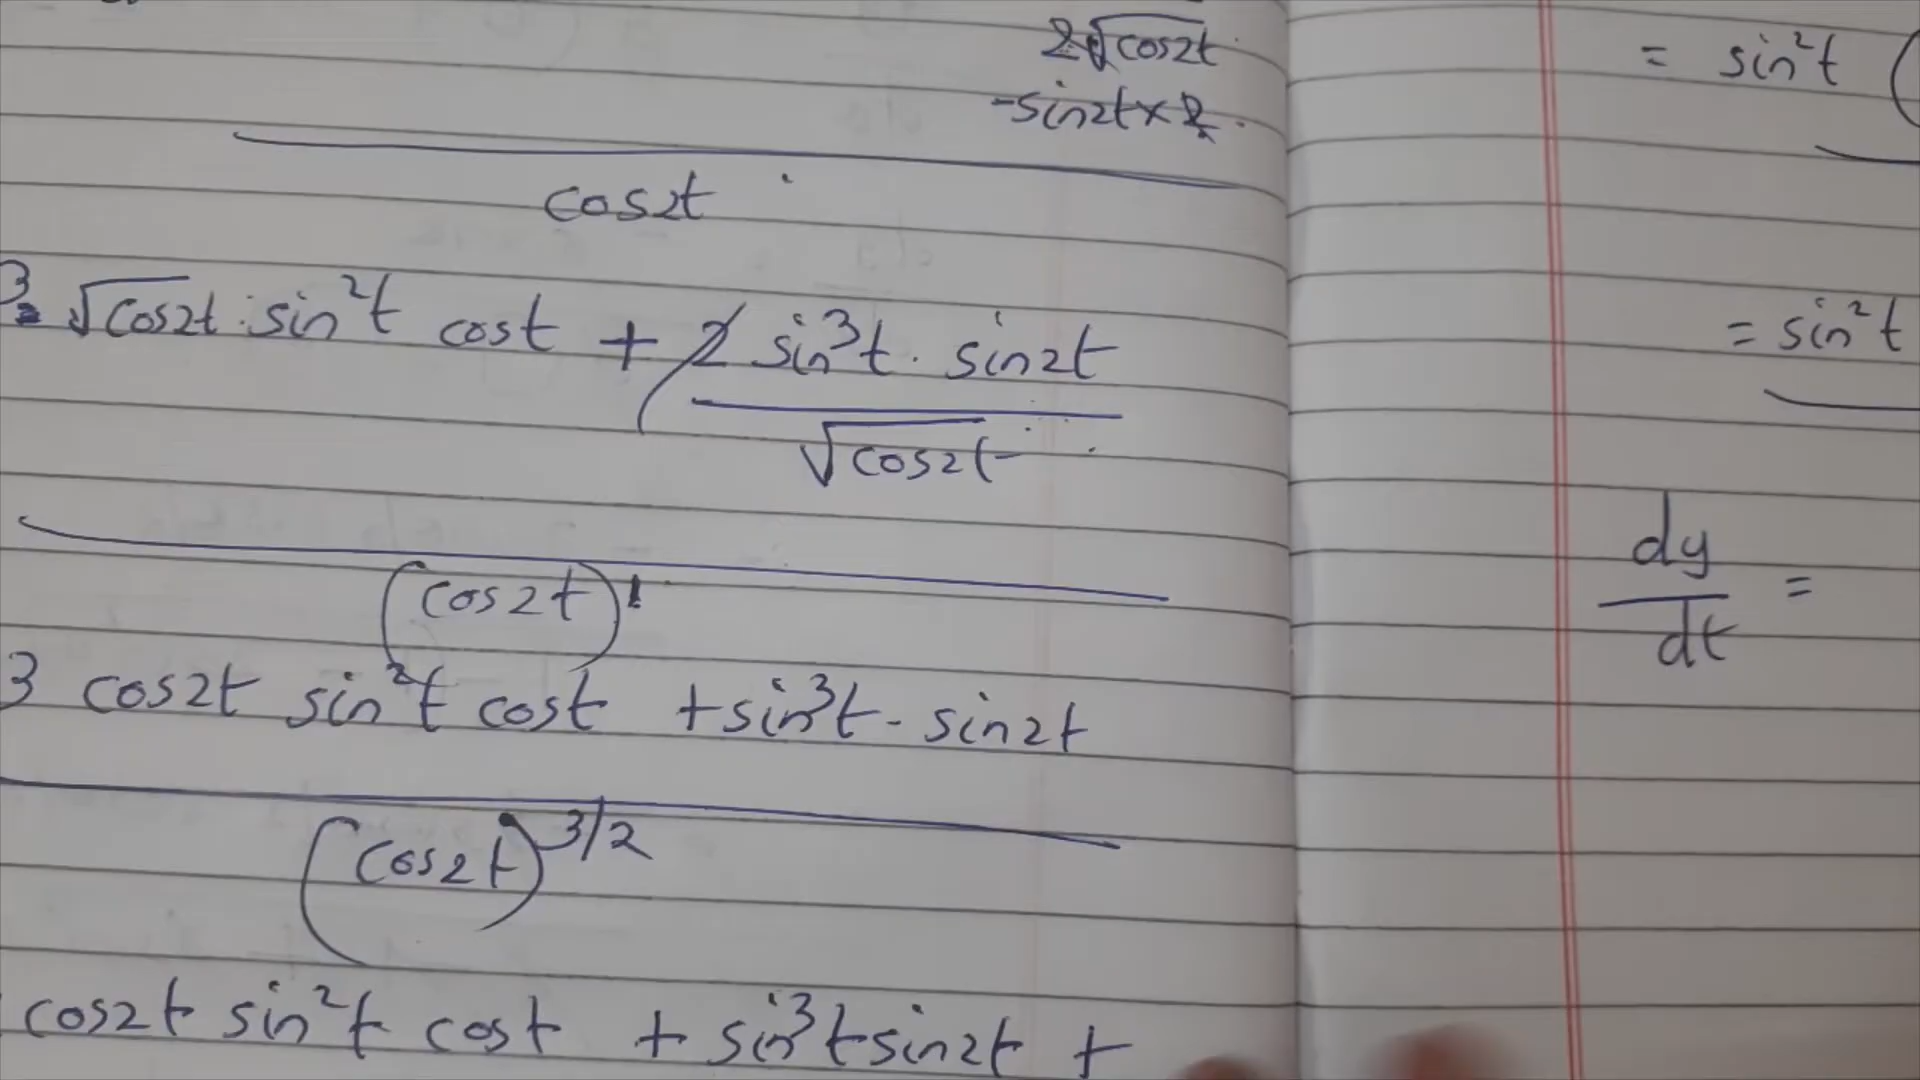 2√cos2t
-sin2t×2
cos2t
3 √cos2t · sin²t cost + 2 sin³t · sin2t
√cos2t
(cos2t)¹
3 cos2t sin²t cost + sin³t · sin2t
(cos2t)^3/2
cos2t sin²t cost + sin³t sin2t +
= sin²t (
= sin²t
dy
dt
=